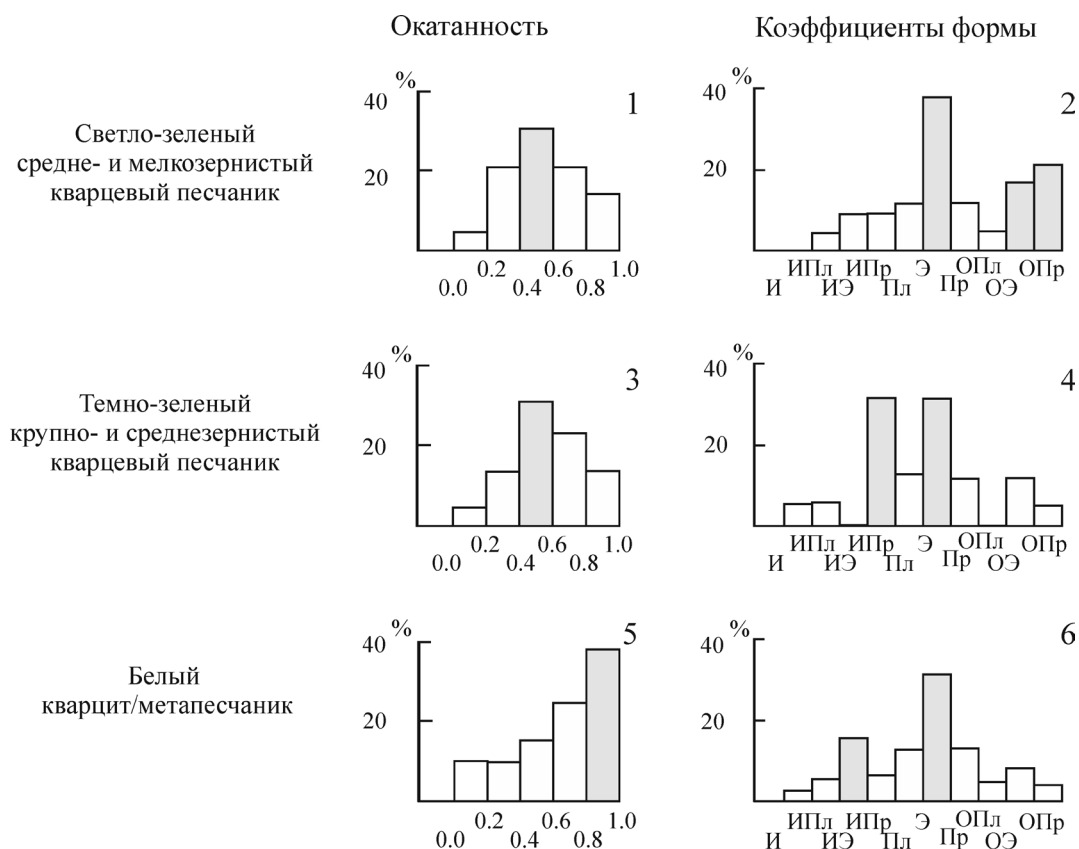 Окатанность Коэффициенты формы
Светло-зеленый
средне- и мелкозернистый
кварцевый песчаник
%
40
20
1
0.2 0.6 1.0
0.0 0.4 0.8
%
40
20
2
ИПл ИПр Э ОПл ОПр
И ИЭ Пл Пр ОЭ
Темно-зеленый
крупно- и среднезернистый
кварцевый песчаник
%
40
20
3
0.2 0.6 1.0
0.0 0.4 0.8
%
40
20
4
ИПл ИПр Э ОПл ОПр
И ИЭ Пл Пр ОЭ
Белый
кварцит/метапесчаник
%
40
20
5
0.2 0.6 1.0
0.0 0.4 0.8
%
40
20
6
ИПл ИПр Э ОПл ОПр
И ИЭ Пл Пр ОЭ